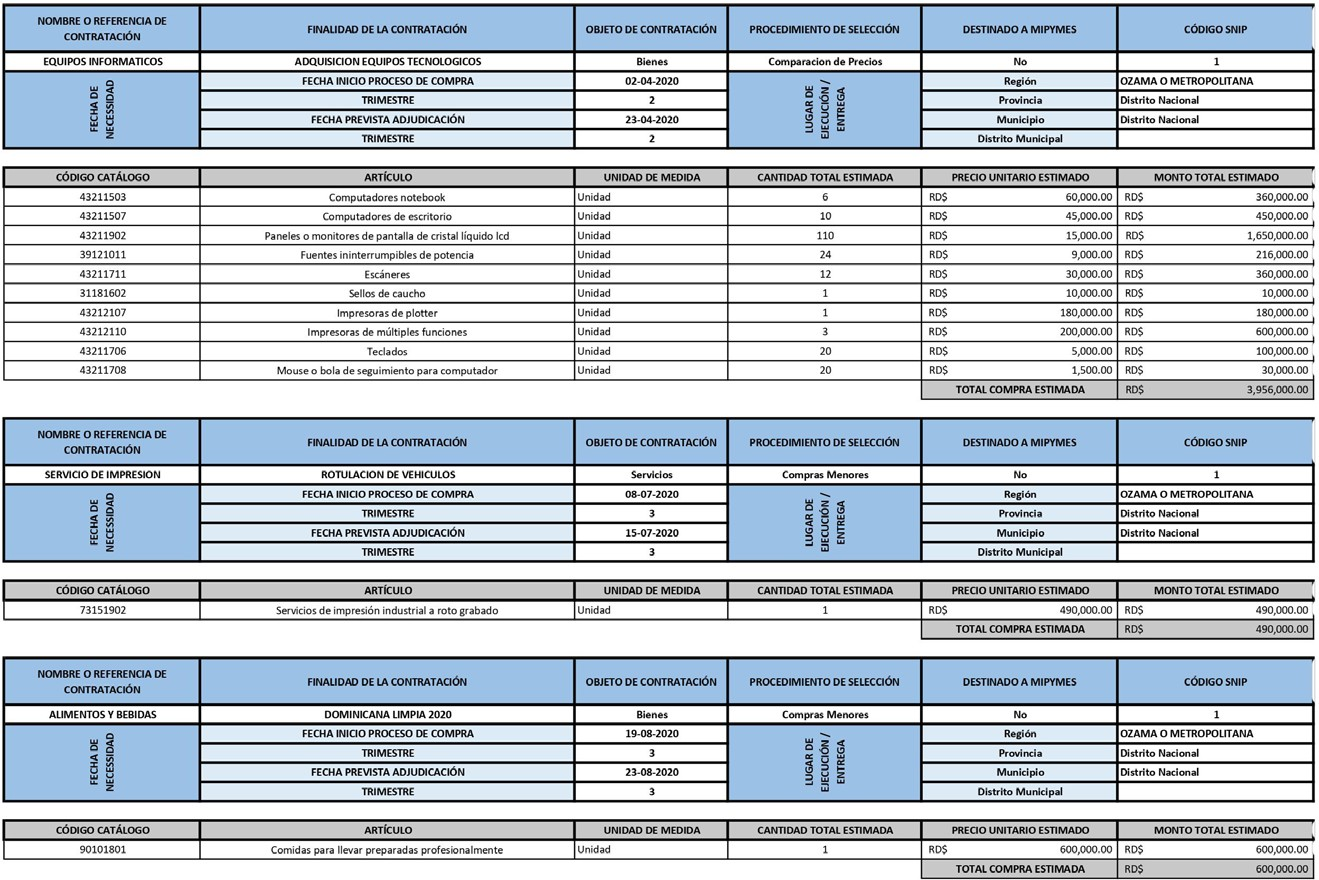 NOMBRE O REFERENCIA DE CONTRATACIÓN FINALIDAD DE LA CONTRATACIÓN OBJETO DE CONTRATACIÓN PROCEDIMIENTO DE SELECCIÓN DESTINADO A MIPYMES CÓDIGO SNIP
EQUIPOS INFORMATICOS ADQUISICION EQUIPOS TECNOLOGICOS Bienes Comparacion de Precios No 1
FECHA DE NECESSIDAD FECHA INICIO PROCESO DE COMPRA 02-04-2020 LUGAR DE EJECUCIÓN / ENTREGA Región OZAMA O METROPOLITANA
TRIMESTRE 2 Provincia Distrito Nacional
FECHA PREVISTA ADJUDICACIÓN 23-04-2020 Municipio Distrito Nacional
TRIMESTRE 2 Distrito Municipal
CÓDIGO CATÁLOGO ARTÍCULO UNIDAD DE MEDIDA CANTIDAD TOTAL ESTIMADA PRECIO UNITARIO ESTIMADO MONTO TOTAL ESTIMADO
43211503 Computadores notebook Unidad 6 RD$ 60,000.00 RD$ 360,000.00
43211507 Computadores de escritorio Unidad 10 RD$ 45,000.00 RD$ 450,000.00
43211902 Paneles o monitores de pantalla de cristal líquido lcd Unidad 110 RD$ 15,000.00 RD$ 1,650,000.00
39121011 Fuentes ininterrumpibles de potencia Unidad 24 RD$ 9,000.00 RD$ 216,000.00
43211711 Escáneres Unidad 12 RD$ 30,000.00 RD$ 360,000.00
31181602 Sellos de caucho Unidad 1 RD$ 10,000.00 RD$ 10,000.00
43212107 Impresoras de plotter Unidad 1 RD$ 180,000.00 RD$ 180,000.00
43212110 Impresoras de múltiples funciones Unidad 3 RD$ 200,000.00 RD$ 600,000.00
43211706 Teclados Unidad 20 RD$ 5,000.00 RD$ 100,000.00
43211708 Mouse o bola de seguimiento para computador Unidad 20 RD$ 1,500.00 RD$ 30,000.00
TOTAL COMPRA ESTIMADA RD$ 3,956,000.00
NOMBRE O REFERENCIA DE CONTRATACIÓN FINALIDAD DE LA CONTRATACIÓN OBJETO DE CONTRATACIÓN PROCEDIMIENTO DE SELECCIÓN DESTINADO A MIPYMES CÓDIGO SNIP
SERVICIO DE IMPRESION ROTULACION DE VEHICULOS Servicios Compras Menores No 1
FECHA DE NECESSIDAD FECHA INICIO PROCESO DE COMPRA 08-07-2020 LUGAR DE EJECUCIÓN / ENTREGA Región OZAMA O METROPOLITANA
TRIMESTRE 3 Provincia Distrito Nacional
FECHA PREVISTA ADJUDICACIÓN 15-07-2020 Municipio Distrito Nacional
TRIMESTRE 3 Distrito Municipal
CÓDIGO CATÁLOGO ARTÍCULO UNIDAD DE MEDIDA CANTIDAD TOTAL ESTIMADA PRECIO UNITARIO ESTIMADO MONTO TOTAL ESTIMADO
73151902 Servicios de impresión industrial a roto grabado Unidad 1 RD$ 490,000.00 RD$ 490,000.00
TOTAL COMPRA ESTIMADA RD$ 490,000.00
NOMBRE O REFERENCIA DE CONTRATACIÓN FINALIDAD DE LA CONTRATACIÓN OBJETO DE CONTRATACIÓN PROCEDIMIENTO DE SELECCIÓN DESTINADO A MIPYMES CÓDIGO SNIP
ALIMENTOS Y BEBIDAS DOMINICANA LIMPIA 2020 Bienes Compras Menores No 1
FECHA DE NECESSIDAD FECHA INICIO PROCESO DE COMPRA 19-08-2020 LUGAR DE EJECUCIÓN / ENTREGA Región OZAMA O METROPOLITANA
TRIMESTRE 3 Provincia Distrito Nacional
FECHA PREVISTA ADJUDICACIÓN 23-08-2020 Municipio Distrito Nacional
TRIMESTRE 3 Distrito Municipal
CÓDIGO CATÁLOGO ARTÍCULO UNIDAD DE MEDIDA CANTIDAD TOTAL ESTIMADA PRECIO UNITARIO ESTIMADO MONTO TOTAL ESTIMADO
90101801 Comidas para llevar preparadas profesionalmente Unidad 1 RD$ 600,000.00 RD$ 600,000.00
TOTAL COMPRA ESTIMADA RD$ 600,000.00